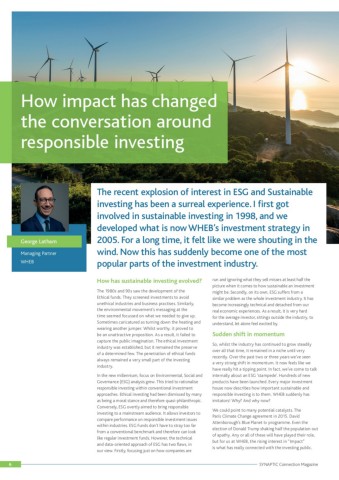 How impact has changed
the conversation around
responsible investing
The recent explosion of interest in ESG and Sustainable
investing has been a surreal experience. I first got
involved in sustainable investing in 1998, and we
developed what is now WHEB's investment strategy in
2005. For a long time, it felt like we were shouting in the
wind. Now this has suddenly become one of the most
popular parts of the investment industry.
George Latham
Managing Partner
WHEB
How has sustainable investing evolved?
The 1980s and 90s saw the development of the
Ethical funds. They screened investments to avoid
unethical industries and business practices. Similarly,
the environmental movement's messaging at the
time seemed focused on what we needed to give up.
Sometimes caricatured as turning down the heating and
wearing another jumper. Whilst worthy, it proved to
be an unattractive proposition. As a result, it failed to
capture the public imagination. The ethical investment
industry was established, but it remained the preserve
of a determined few. The penetration of ethical funds
always remained a very small part of the investing
industry.
In the new millennium, focus on Environmental, Social and
Governance (ESG) analysis grew. This tried to rationalise
responsible investing within conventional investment
approaches. Ethical investing had been dismissed by many
as being a moral stance and therefore quasi-philanthropic.
Conversely, ESG overtly aimed to bring responsible
investing to a mainstream audience. It allows investors to
compare performance on responsible investment issues
within industries. ESG funds don't have to stray too far
from a conventional benchmark and therefore can look
like regular investment funds. However, the technical
and data-oriented approach of ESG has two flaws, in
our view. Firstly, focusing just on how companies are
run and ignoring what they sell misses at least half the
picture when it comes to how sustainable an investment
might be. Secondly, on its own, ESG suffers from a
similar problem as the whole investment industry. It has
become increasingly technical and detached from our
real economic experiences. As a result, it is very hard
for the average investor, sitting outside the industry, to
understand, let alone feel excited by.
Sudden shift in momentum
So, whilst the industry has continued to grow steadily
over all that time, it remained in a niche until very
recently. Over the past two or three years we've seen
a very strong shift in momentum. It now feels like we
have really hit a tipping point. In fact, we've come to talk
internally about an ESG 'stampede'. Hundreds of new
products have been launched. Every major investment
house now describes how important sustainable and
responsible investing is to them. WHEB suddenly has
imitators! Why? And why now?
We could point to many potential catalysts. The
Paris Climate Change agreement in 2015. David
Attenborough's Blue Planet tv programme. Even the
election of Donald Trump shaking half the population out
of apathy. Any or all of these will have played their role,
but for us at WHEB, the rising interest in "Impact"
is what has really connected with the investing public.
8
SYNAPTIC Connection Magazine